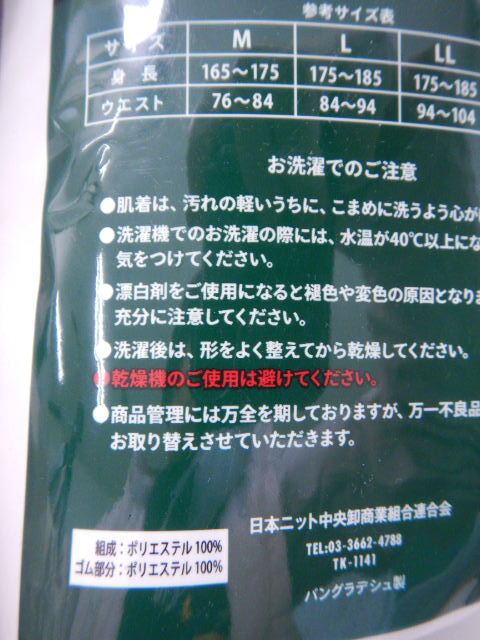 参考サイズ表
サイズ M L LL
身長 165～175 175～185 175～185
ウエスト 76～84 84～94 94～104
お洗濯でのご注意
●肌着は、汚れの軽いうちに、こまめに洗うよう心が
●洗濯機でのお洗濯の際には、水温が40℃以上にな
気をつけてください。
●漂白剤をご使用になると褪色や変色の原因となりま
充分に注意してください。
●洗濯後は、形をよく整えてから乾燥してください。
●乾燥機のご使用は避けてください。
●商品管理には万全を期しておりますが、万一不良品
お取り替えさせていただきます。
日本ニット中央卸商業組合連合会
TEL:03-3662-4788
TK-1141
バングラデシュ製
組成：ポリエステル 100%
ゴム部分：ポリエステル 100%